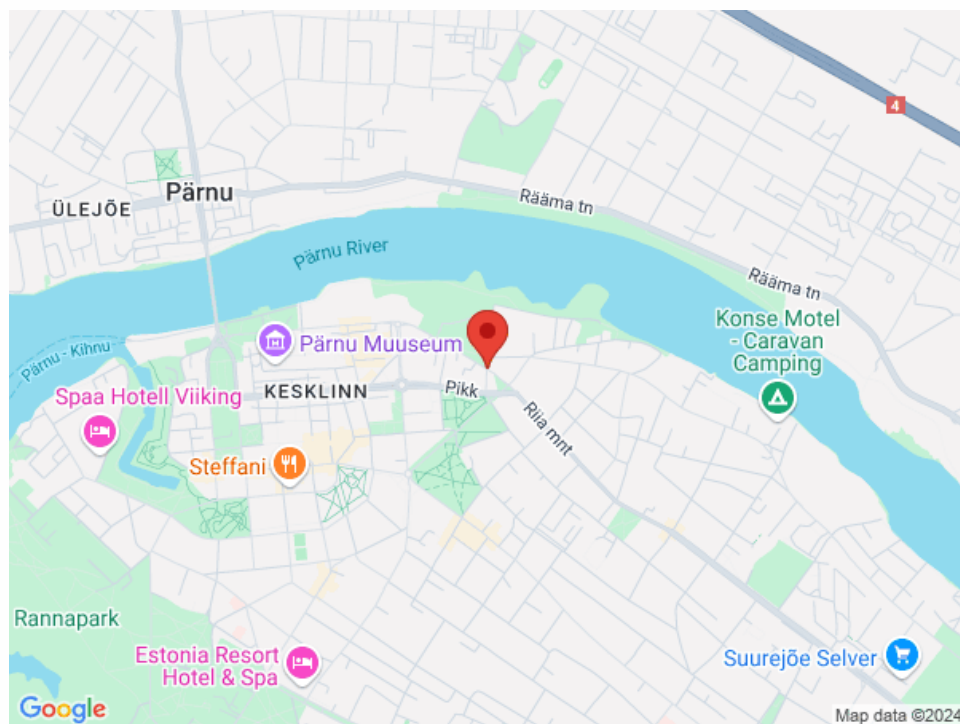 4
Pärnu
ÜLEJÕE
Rääma tn
Pärnu River
Rääma tn
Konse Motel
- Caravan
Camping
Pärnu Muuseum
Pärnu - Kihnu
KESKLINN
Pikk
Spaa Hotell Viiking
Riia mnt
Steffani
Rannapark
Estonia Resort
Hotel & Spa
Suurejõe Selver
Google
Map data ©2024